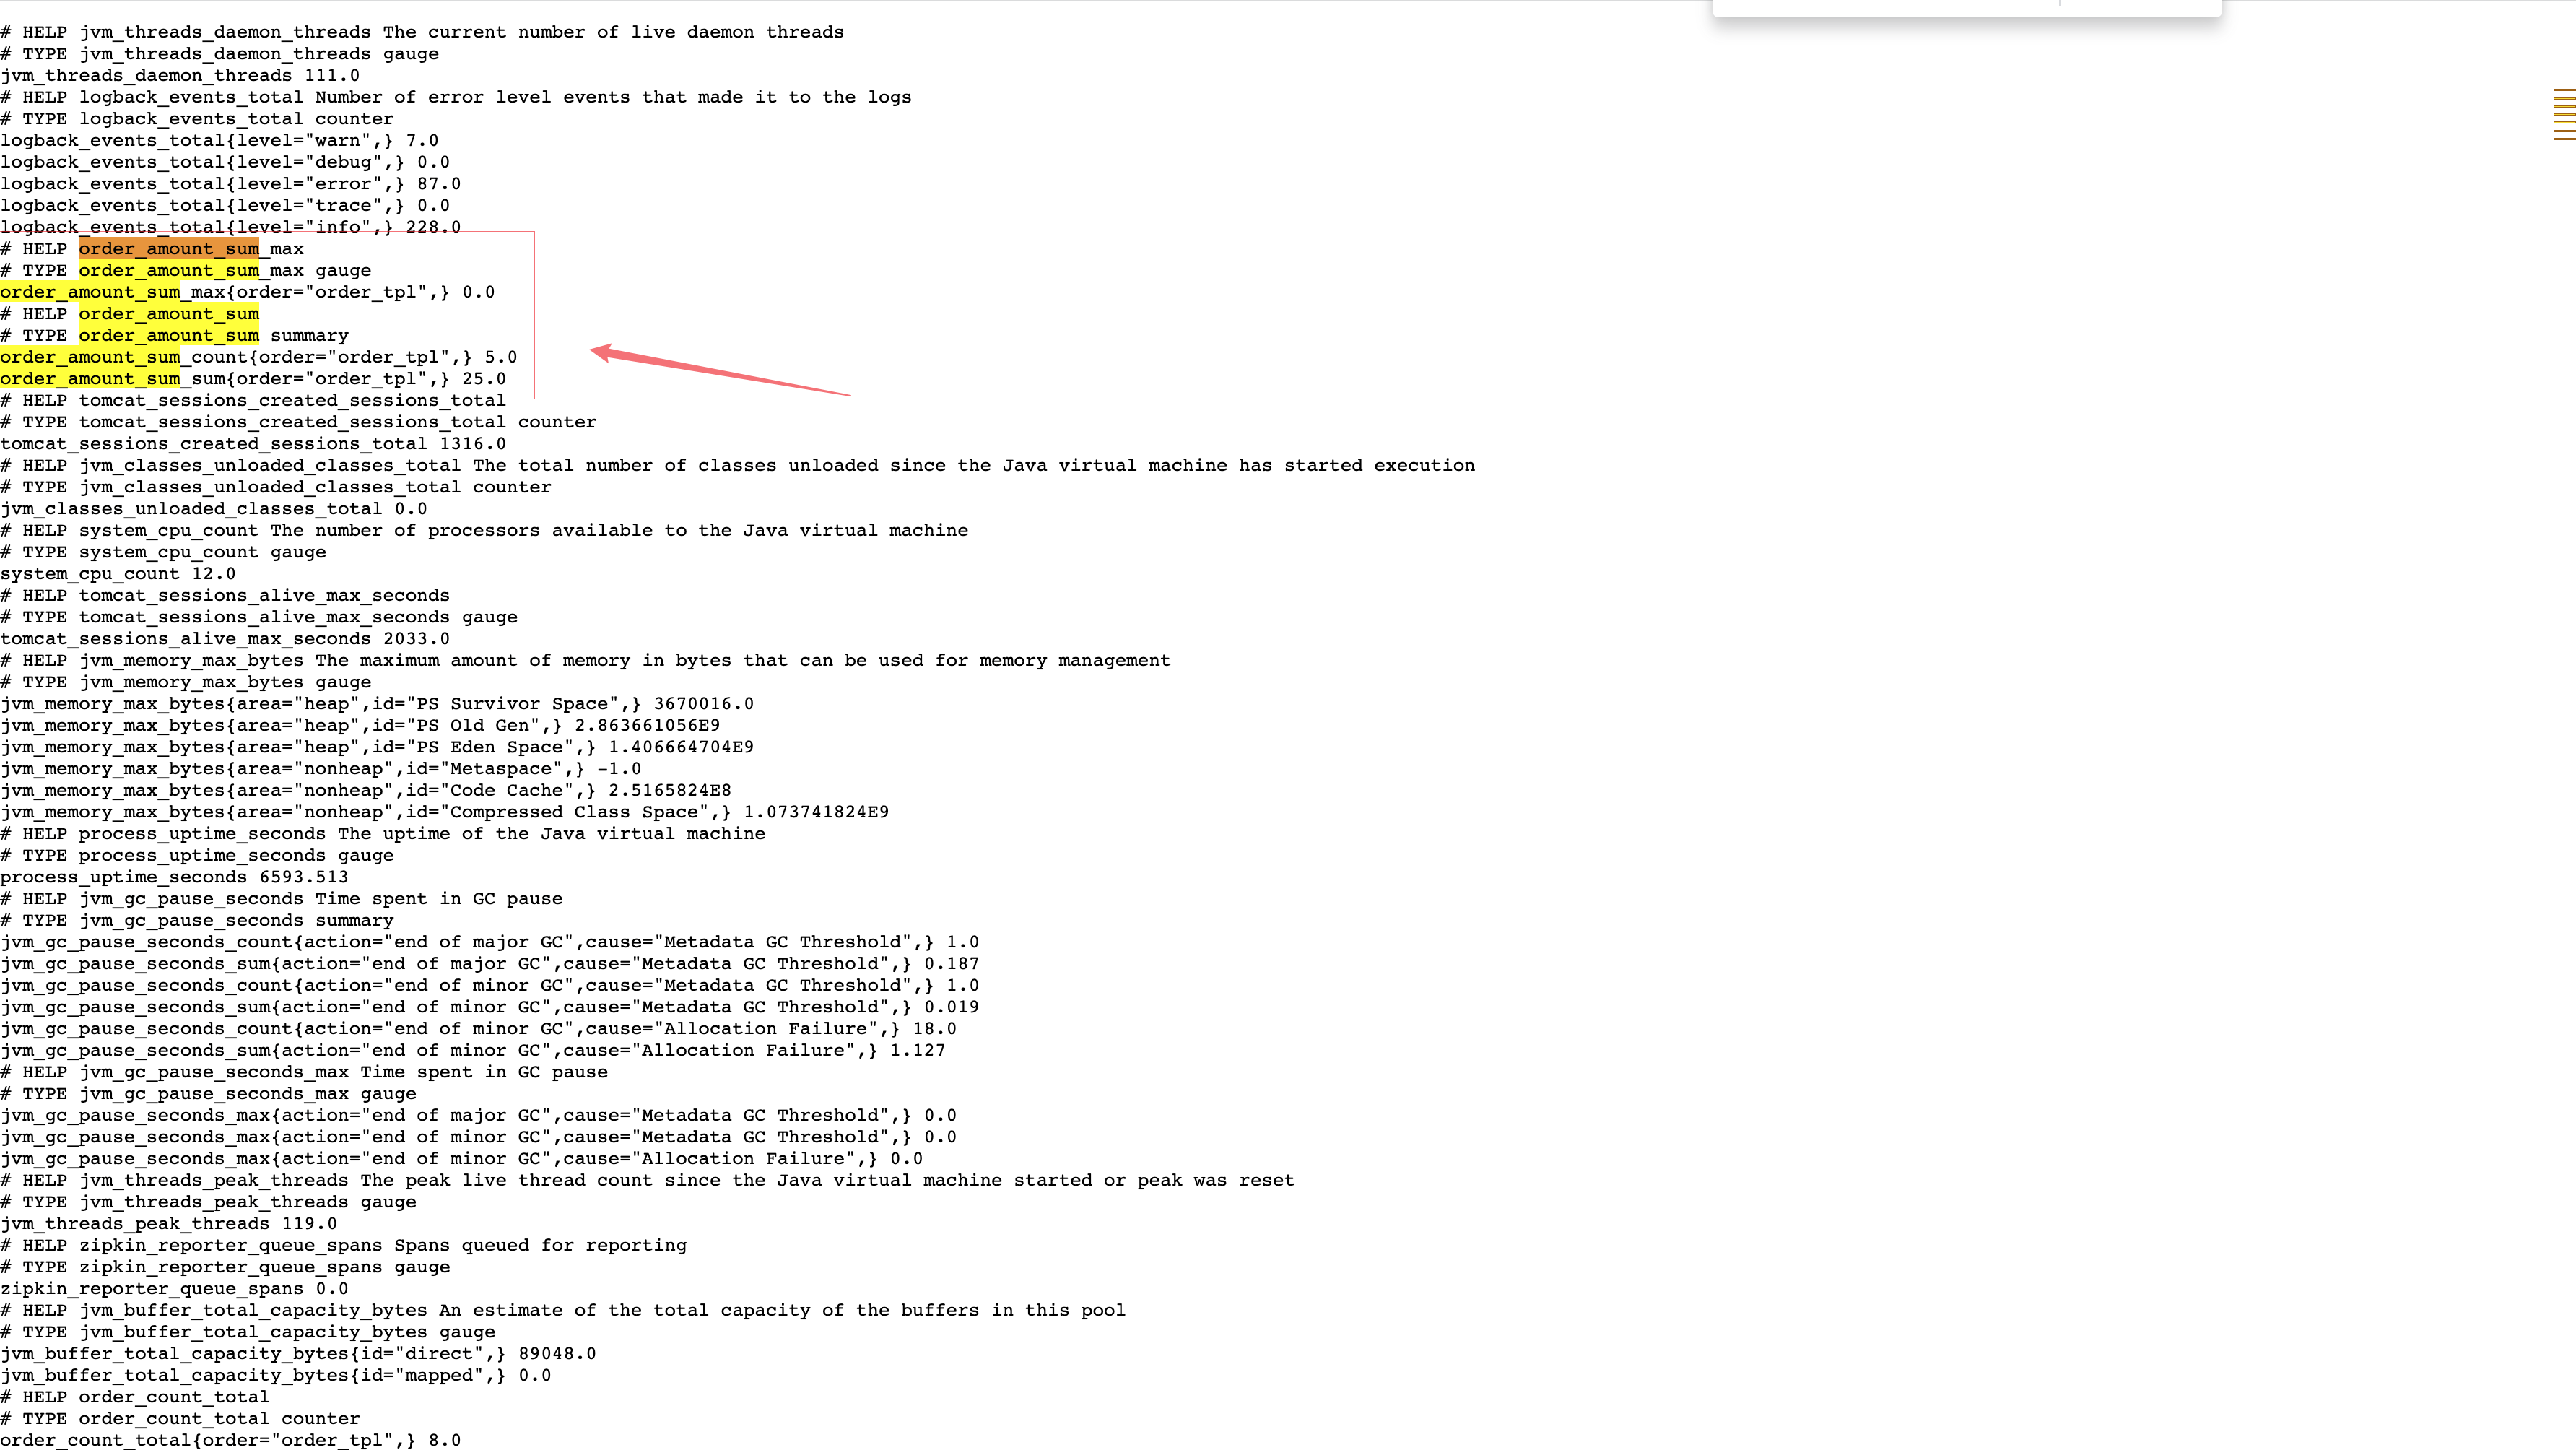 # HELP jvm_threads_daemon_threads The current number of live daemon threads
# TYPE jvm_threads_daemon_threads gauge
jvm_threads_daemon_threads 111.0
# HELP logback_events_total Number of error level events that made it to the logs
# TYPE logback_events_total counter
logback_events_total{level="warn",} 7.0
logback_events_total{level="debug",} 0.0
logback_events_total{level="error",} 87.0
logback_events_total{level="trace",} 0.0
logback_events_total{level="info",} 228.0
# HELP order_amount_sum_max
# TYPE order_amount_sum_max gauge
order_amount_sum_max{order="order_tpl",} 0.0
# HELP order_amount_sum
# TYPE order_amount_sum summary
order_amount_sum_count{order="order_tpl",} 5.0
order_amount_sum_sum{order="order_tpl",} 25.0
# HELP tomcat_sessions_created_sessions_total
# TYPE tomcat_sessions_created_sessions_total counter
tomcat_sessions_created_sessions_total 1316.0
# HELP jvm_classes_unloaded_classes_total The total number of classes unloaded since the Java virtual machine has started execution
# TYPE jvm_classes_unloaded_classes_total counter
jvm_classes_unloaded_classes_total 0.0
# HELP system_cpu_count The number of processors available to the Java virtual machine
# TYPE system_cpu_count gauge
system_cpu_count 12.0
# HELP tomcat_sessions_alive_max_seconds
# TYPE tomcat_sessions_alive_max_seconds gauge
tomcat_sessions_alive_max_seconds 2033.0
# HELP jvm_memory_max_bytes The maximum amount of memory in bytes that can be used for memory management
# TYPE jvm_memory_max_bytes gauge
jvm_memory_max_bytes{area="heap",id="PS Survivor Space",} 3670016.0
jvm_memory_max_bytes{area="heap",id="PS Old Gen",} 2.863661056E9
jvm_memory_max_bytes{area="heap",id="PS Eden Space",} 1.406664704E9
jvm_memory_max_bytes{area="nonheap",id="Metaspace",} -1.0
jvm_memory_max_bytes{area="nonheap",id="Code Cache",} 2.5165824E8
jvm_memory_max_bytes{area="nonheap",id="Compressed Class Space",} 1.073741824E9
# HELP process_uptime_seconds The uptime of the Java virtual machine
# TYPE process_uptime_seconds gauge
process_uptime_seconds 6593.513
# HELP jvm_gc_pause_seconds Time spent in GC pause
# TYPE jvm_gc_pause_seconds summary
jvm_gc_pause_seconds_count{action="end of major GC",cause="Metadata GC Threshold",} 1.0
jvm_gc_pause_seconds_sum{action="end of major GC",cause="Metadata GC Threshold",} 0.187
jvm_gc_pause_seconds_count{action="end of minor GC",cause="Metadata GC Threshold",} 1.0
jvm_gc_pause_seconds_sum{action="end of minor GC",cause="Metadata GC Threshold",} 0.019
jvm_gc_pause_seconds_count{action="end of minor GC",cause="Allocation Failure",} 18.0
jvm_gc_pause_seconds_sum{action="end of minor GC",cause="Allocation Failure",} 1.127
# HELP jvm_gc_pause_seconds_max Time spent in GC pause
# TYPE jvm_gc_pause_seconds_max gauge
jvm_gc_pause_seconds_max{action="end of major GC",cause="Metadata GC Threshold",} 0.0
jvm_gc_pause_seconds_max{action="end of minor GC",cause="Metadata GC Threshold",} 0.0
jvm_gc_pause_seconds_max{action="end of minor GC",cause="Allocation Failure",} 0.0
# HELP jvm_threads_peak_threads The peak live thread count since the Java virtual machine started or peak was reset
# TYPE jvm_threads_peak_threads gauge
jvm_threads_peak_threads 119.0
# HELP zipkin_reporter_queue_spans Spans queued for reporting
# TYPE zipkin_reporter_queue_spans gauge
zipkin_reporter_queue_spans 0.0
# HELP jvm_buffer_total_capacity_bytes An estimate of the total capacity of the buffers in this pool
# TYPE jvm_buffer_total_capacity_bytes gauge
jvm_buffer_total_capacity_bytes{id="direct",} 89048.0
jvm_buffer_total_capacity_bytes{id="mapped",} 0.0
# HELP order_count_total
# TYPE order_count_total counter
order_count_total{order="order_tpl",} 8.0